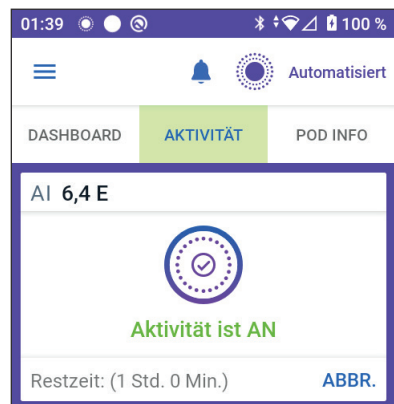 01:39 100 %
Automatisiert
DASHBOARD AKTIVITÄT POD INFO
AI 6,4 E
Aktivität ist AN
Restzeit: (1 Std. 0 Min.) ABBR.